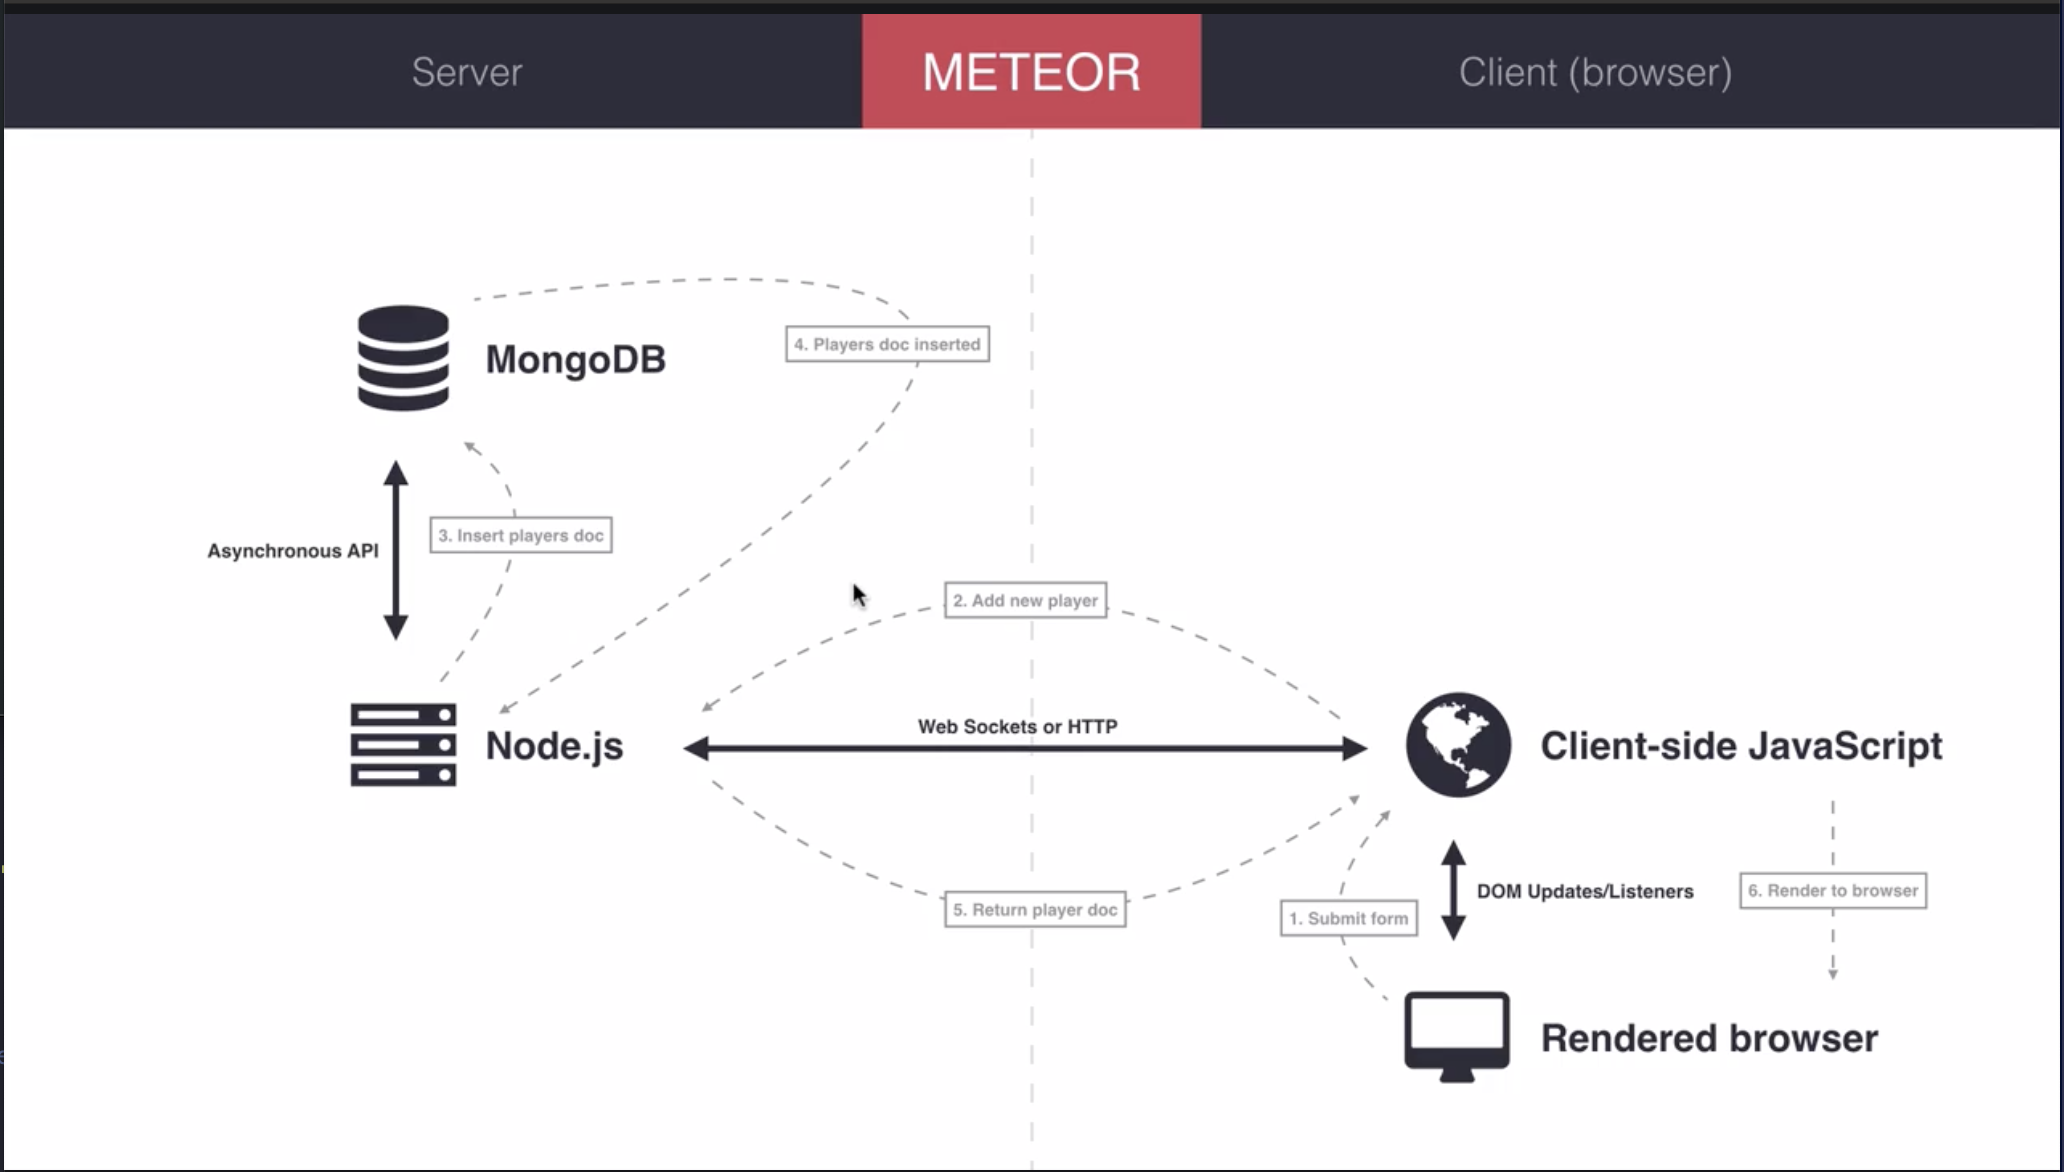 Server
METEOR
Client (browser)
MongoDB
4. Players doc inserted
Asynchronous API
3. Insert players doc
2. Add new player
Web Sockets or HTTP
Node.js
Client-side JavaScript
5. Return player doc
1. Submit form
DOM Updates/Listeners
6. Render to browser
Rendered browser